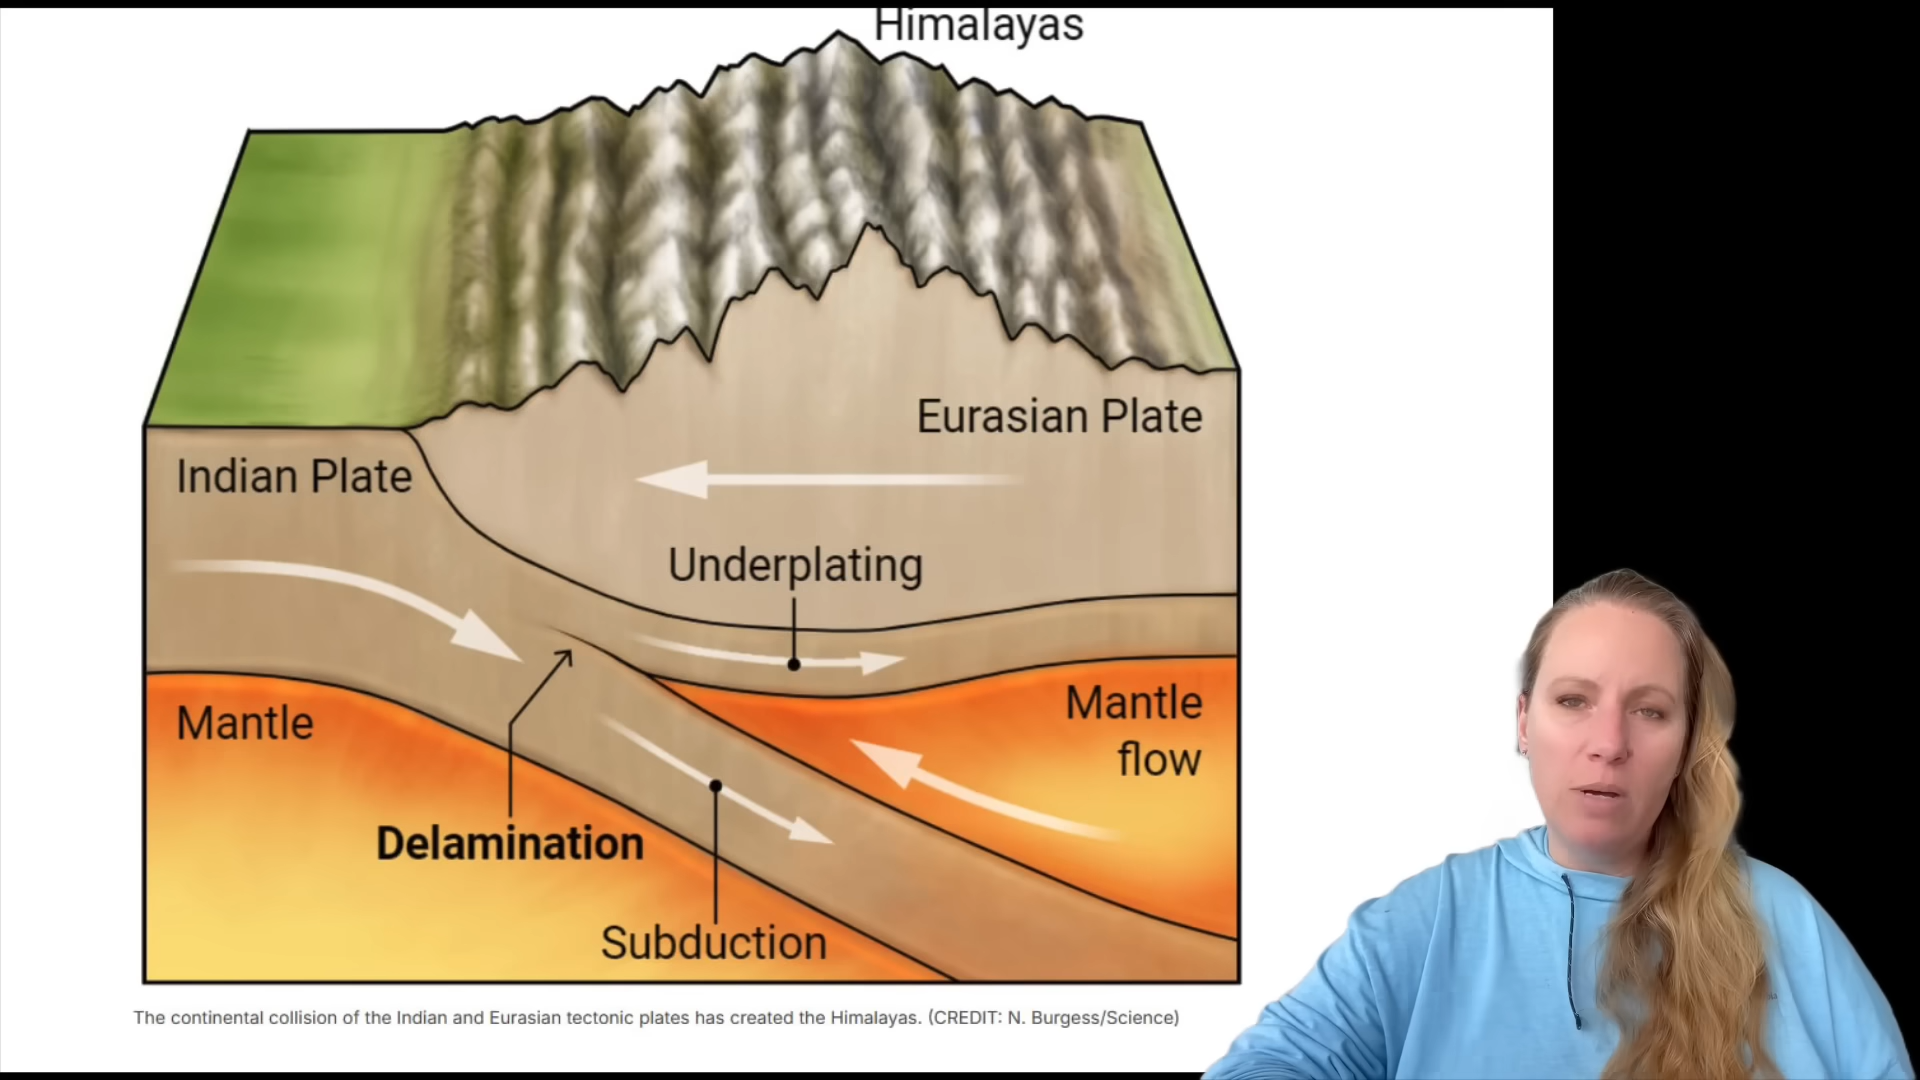 Himalayas
Eurasian Plate
Indian Plate
Underplating
Mantle
flow
Mantle
Delamination
Subduction
The continental collision of the Indian and Eurasian tectonic plates has created the Himalayas. (CREDIT: N. Burgess/Science)